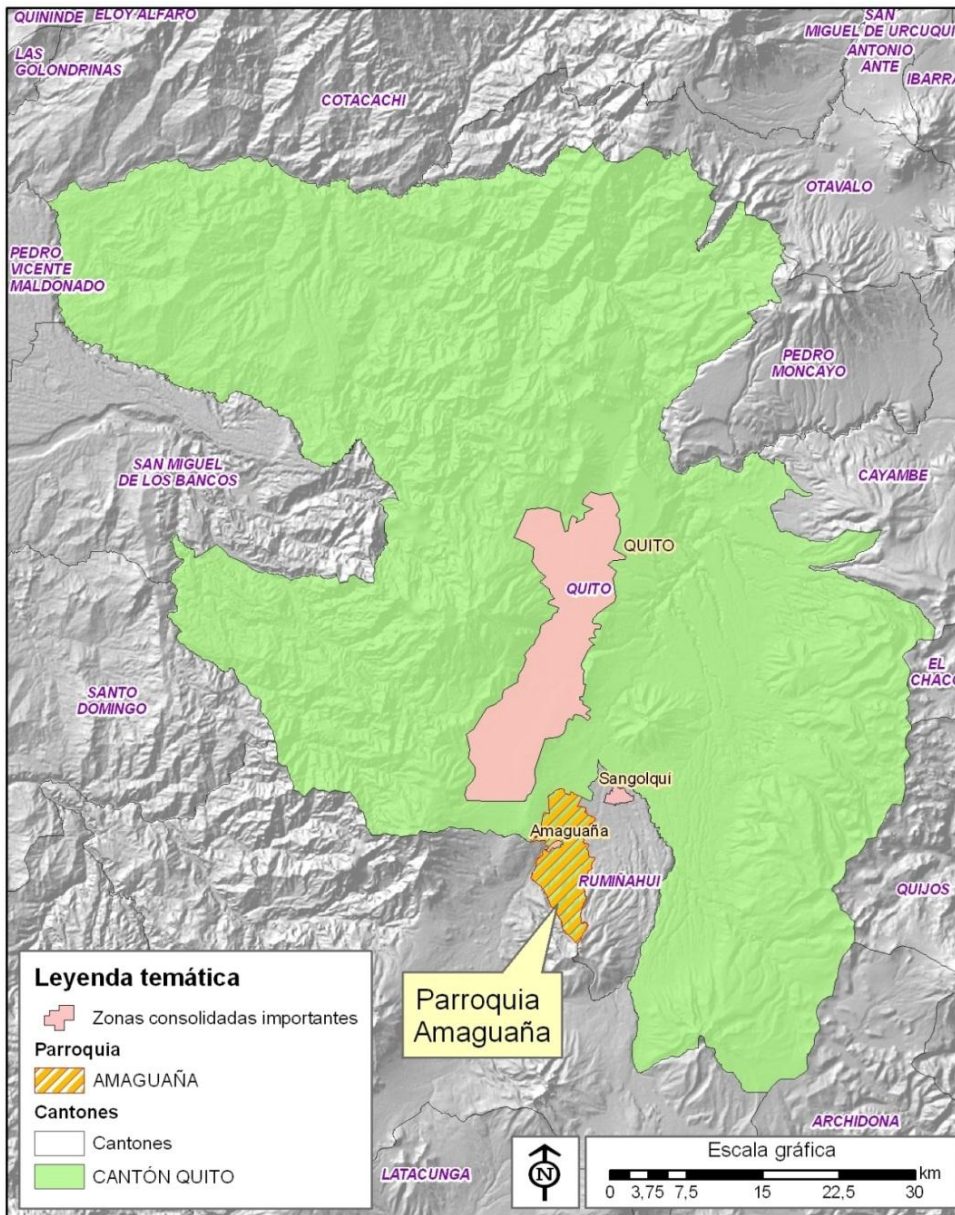 QUININDE
ELOY ALFARO
SAN
MIGUEL DE URCUQUI
ANTONIO
ANTE
IBARRA
LAS
GOLONDRINAS
COTACACHI
OTAVALO
PEDRO
VICENTE
MALDONADO
PEDRO
MONCAYO
SAN MIGUEL
DE LOS BANCOS
CAYAMBE
QUITO
QUITO
EL
CHACO
SANTO
DOMINGO
Sangolqui
Amaguaña
RUMIÑAHUI
QUIJOS
Parroquia
Amaguaña
Leyenda temática
Zonas consolidadas importantes
Parroquia
AMAGUAÑA
Cantones
Cantones
CANTÓN QUITO
LATACUNGA
ARCHIDONA
N
Escala gráfica
km
0 3,75 7,5 15 22,5 30